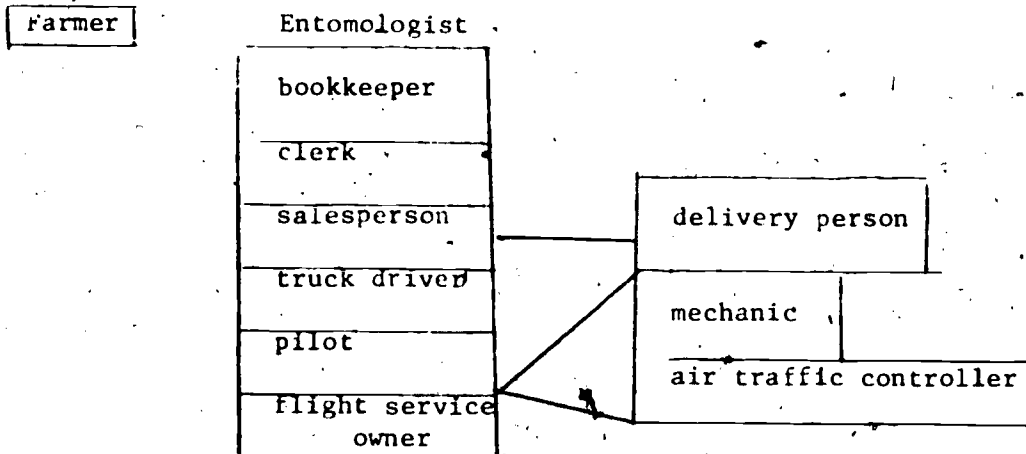 Farmer
Entomologist
bookkeeper
clerk
salesperson
truck driver
pilot
flight service
owner
delivery person
mechanic
air traffic controller